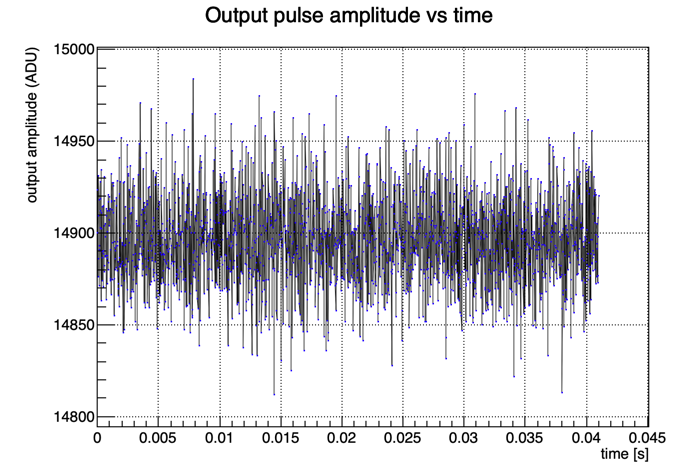 Output pulse amplitude vs time
output amplitude (ADU)
15000
14950
14900
14850
14800
0 0.005 0.01 0.015 0.02 0.025 0.03 0.035 0.04 0.045
time [s]